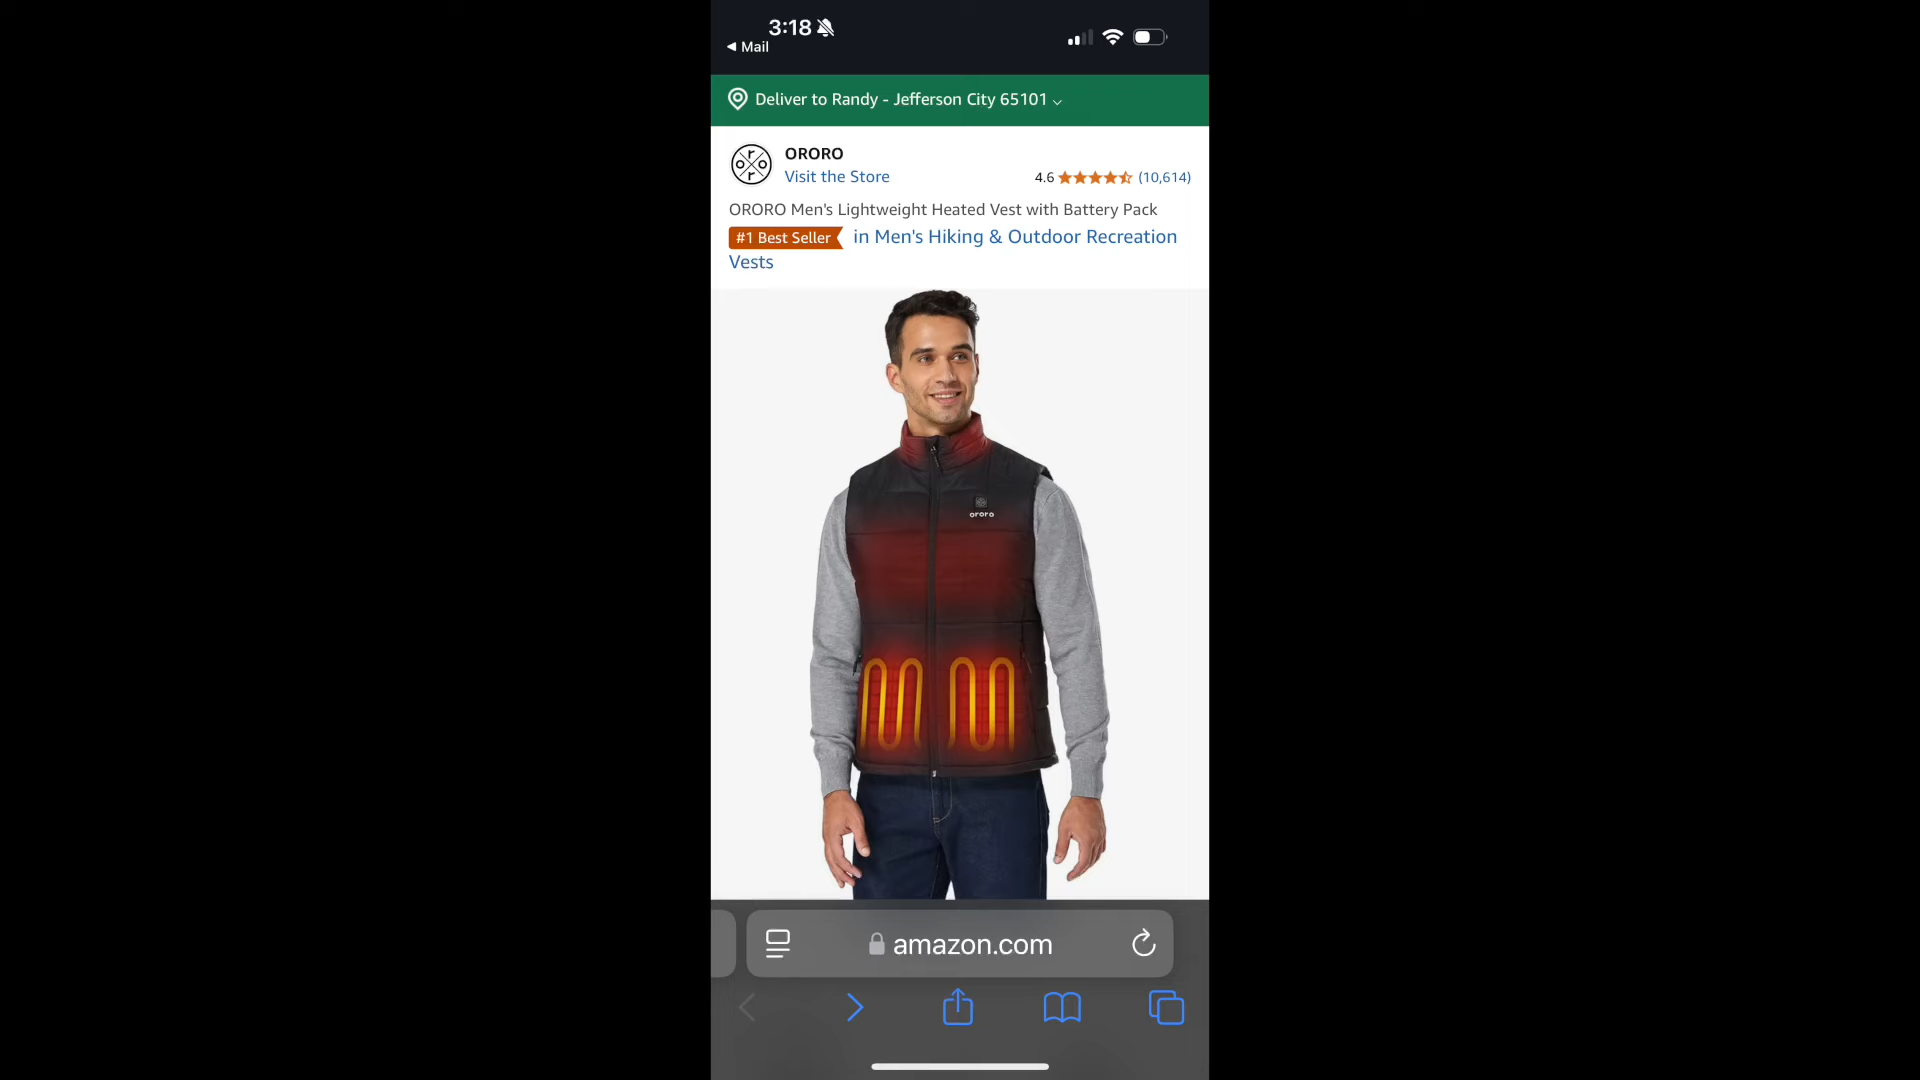 3:18
Mail
Deliver to Randy - Jefferson City 65101
ORORO
Visit the Store
4.6 (10,614)
ORORO Men's Lightweight Heated Vest with Battery Pack
#1 Best Seller in Men's Hiking & Outdoor Recreation
Vests
ororo
amazon.com